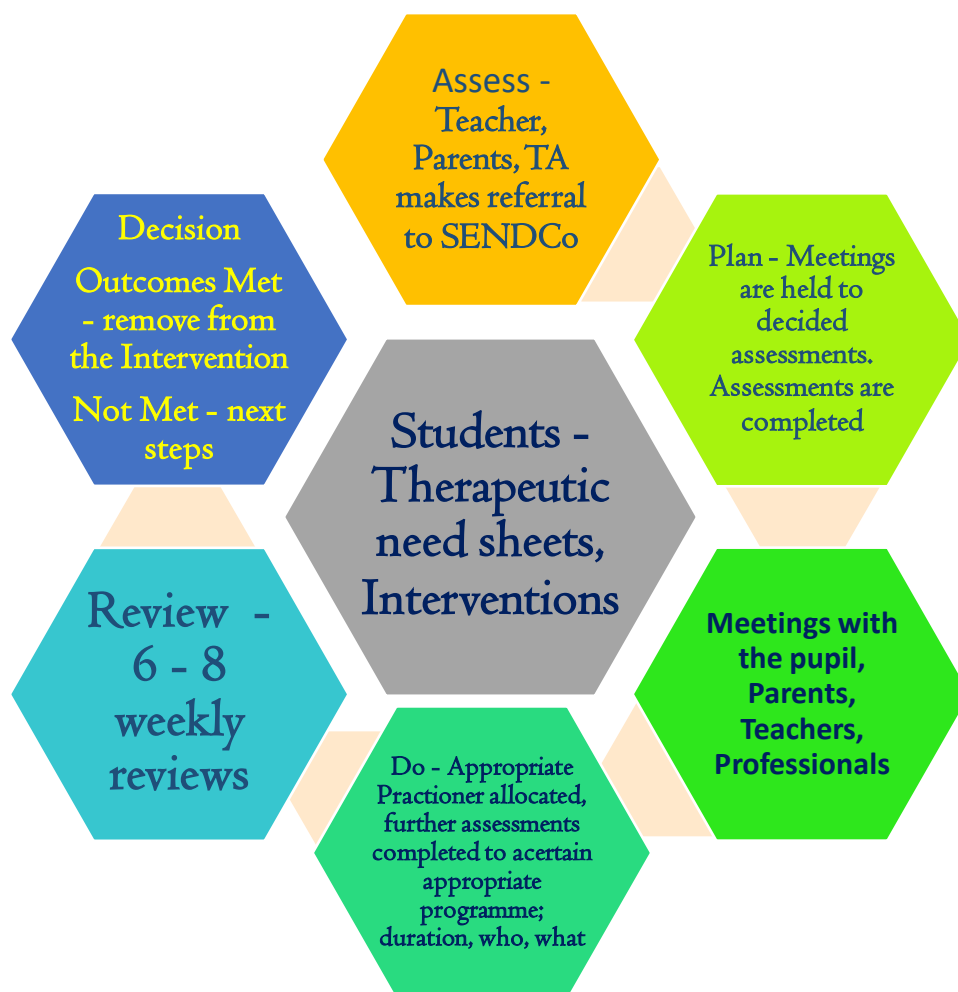 Assess -
Teacher,
Parents, TA
makes referral
to SENDCo
Plan - Meetings
are held to
decided
assessments.
Assessments are
completed
Meetings with
the pupil,
Parents,
Teachers,
Professionals
Do - Appropriate
Practioner allocated,
further assessments
completed to acertain
appropriate
programme;
duration, who, what
Review -
6 - 8
weekly
reviews
Decision
Outcomes Met
- remove from
the Intervention
Not Met - next
steps
Students -
Therapeutic
need sheets,
Interventions